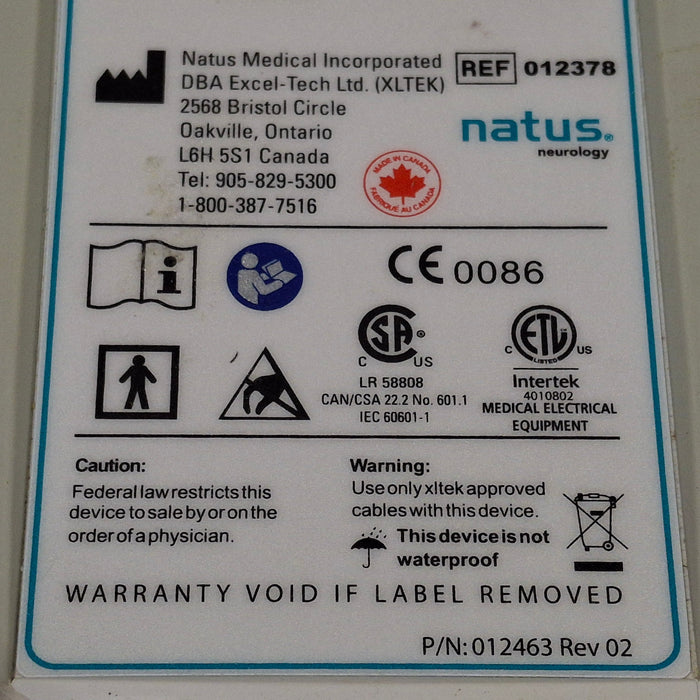 Natus Medical Incorporated
DBA Excel-Tech Ltd. (XLTEK)
2568 Bristol Circle
Oakville, Ontario
L6H 5S1 Canada
Tel: 905-829-5300
1-800-387-7516
REF 012378
natus®
neurology
MADE IN CANADA
FABRIQUÉ AU CANADA
i
CE 0086
CSA®
C US
LR 58808
CAN/CSA 22.2 No. 601.1
IEC 60601-1
ETL
C LISTED US
Intertek
4010802
MEDICAL ELECTRICAL
EQUIPMENT
Caution:
Federal law restricts this
device to sale by or on the
order of a physician.
Warning:
Use only xltek approved
cables with this device.
This device is not
waterproof
WARRANTY VOID IF LABEL REMOVED
P/N: 012463 Rev 02